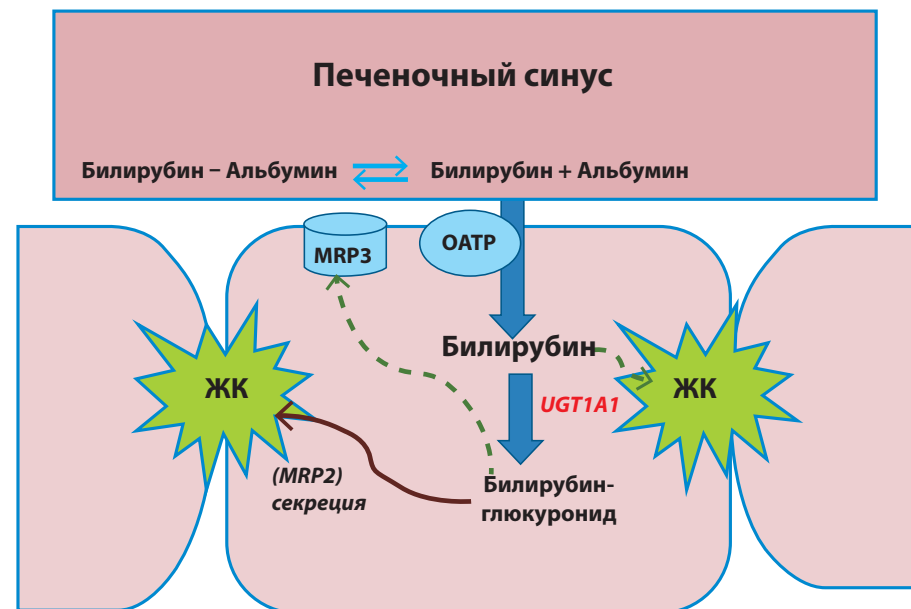 Печеночный синус
Билирубин – Альбумин
Билирубин + Альбумин
MRP3
OATP
Билирубин
ЖК
UGT1A1
ЖК
(MRP2)
секреция
Билирубин-
глюкуронид